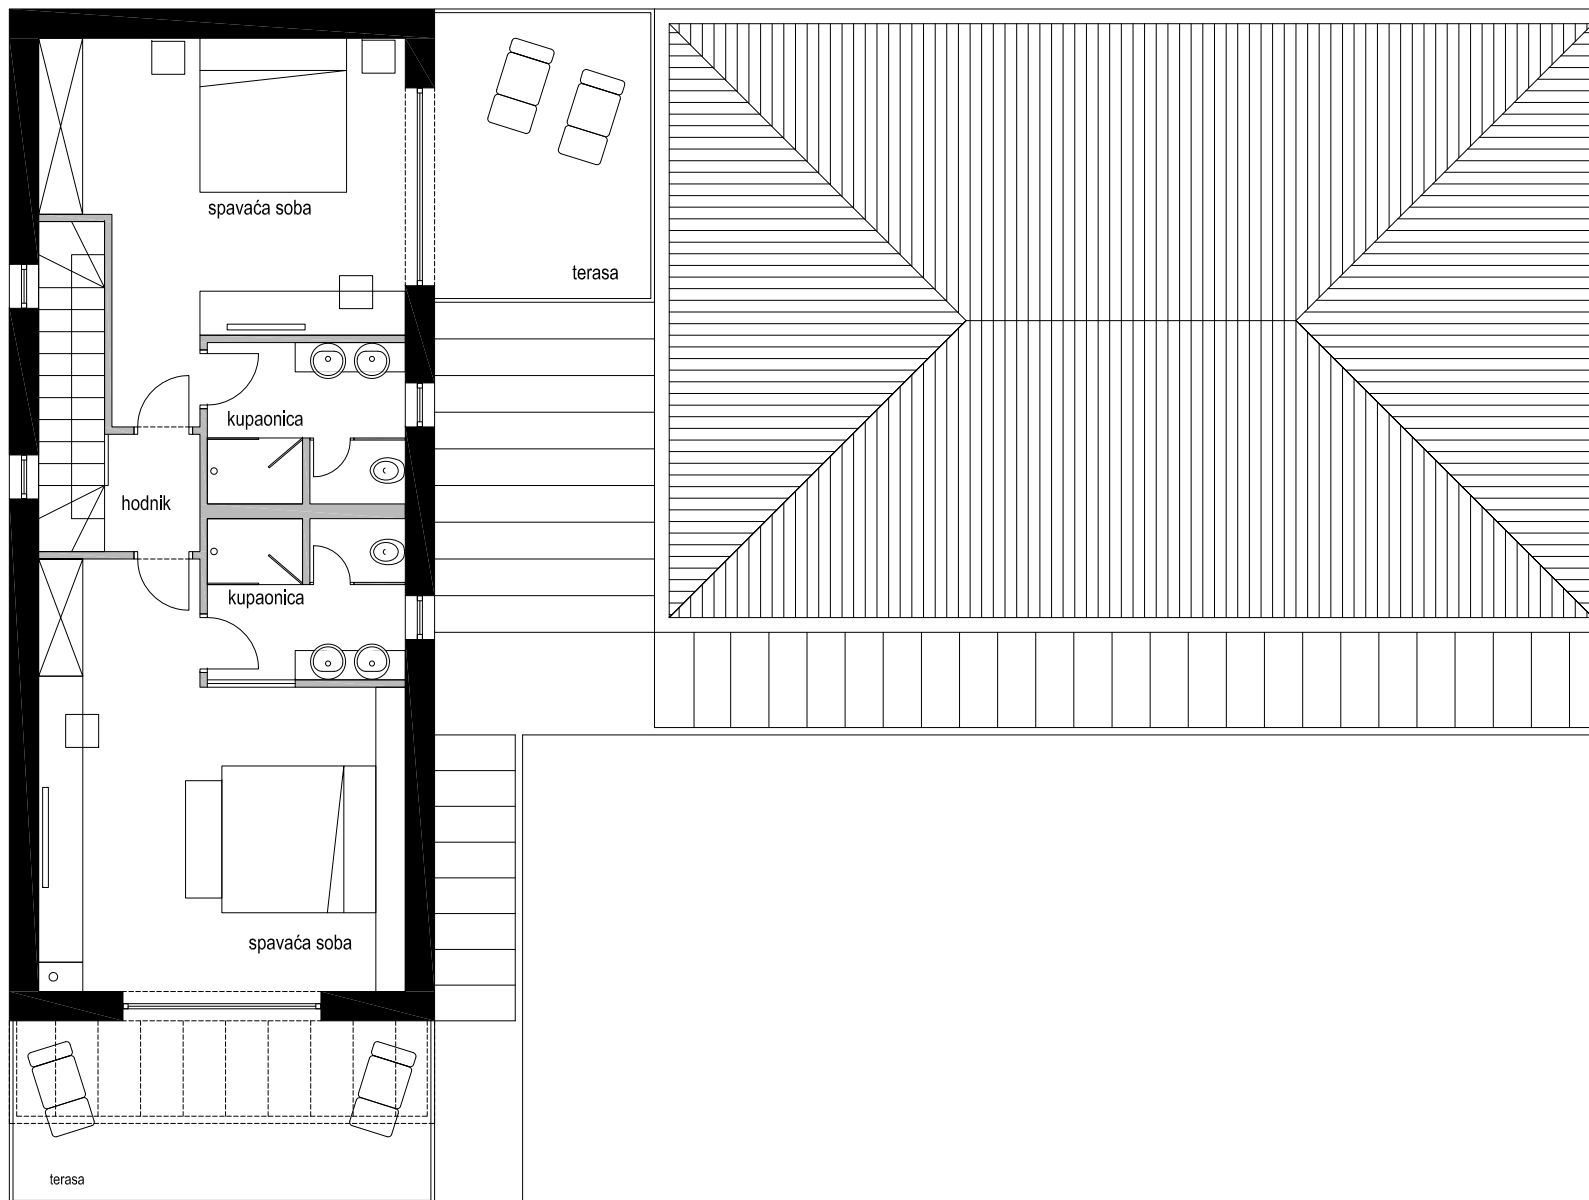 spavaća soba
terasa
kupaonica
hodnik
kupaonica
spavaća soba
terasa